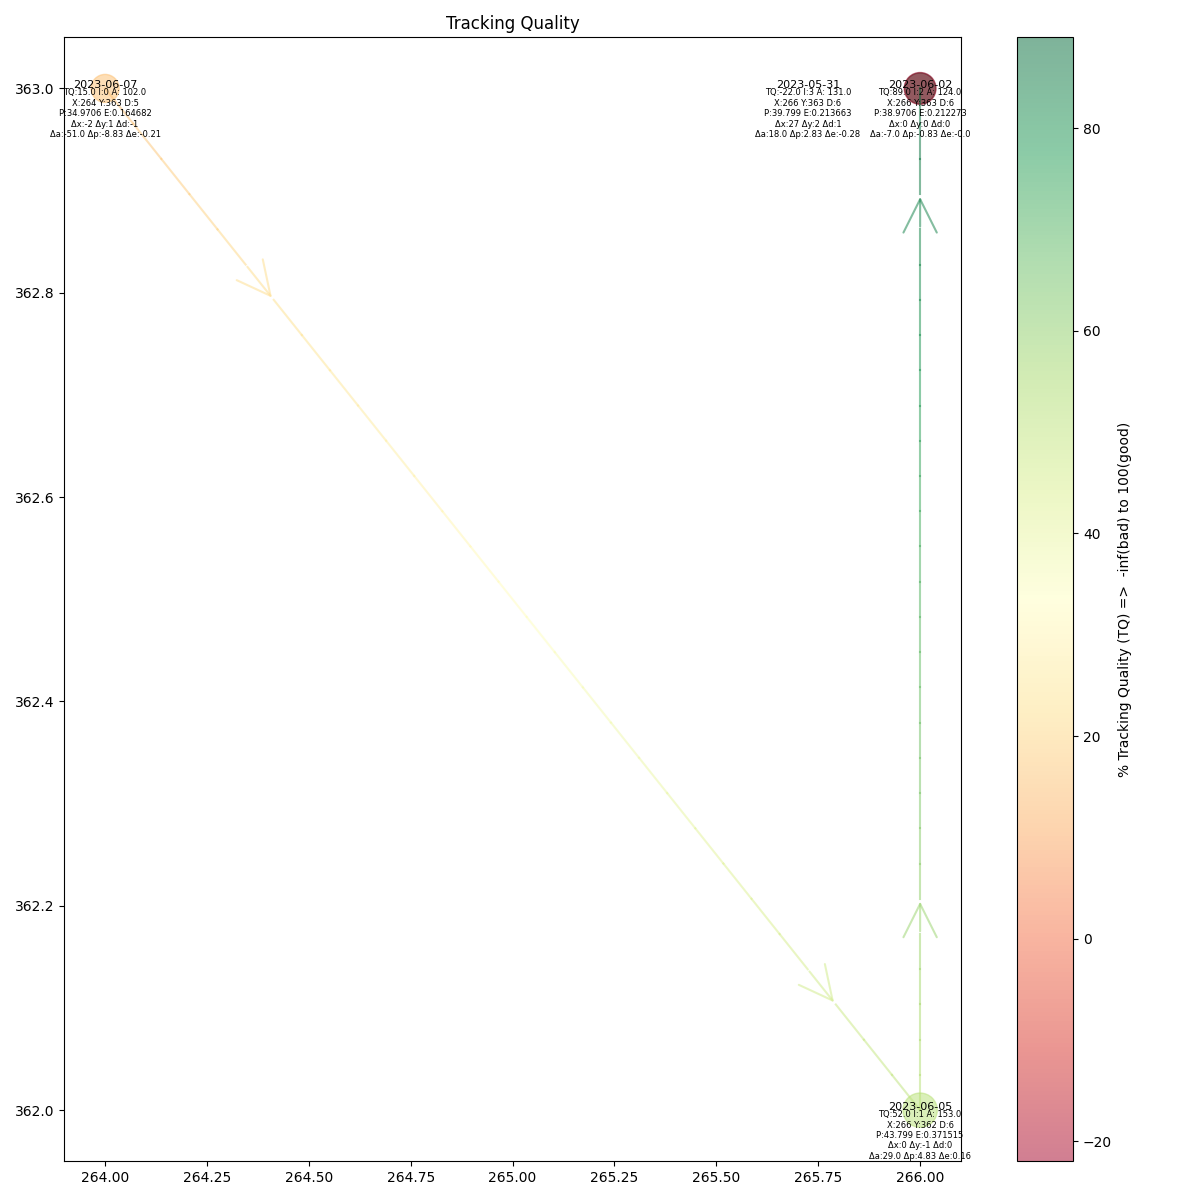 Tracking Quality
2023-06-07
TQ:15.0 I:0 A: 102.0
X:264 Y:363 D:5
P:34.9706 E:0.164682
Δx:-2 Δy:1 Δd:-1
Δa:-51.0 Δp:-8.83 Δe:-0.21
2023-05-31
TQ:-22.0 I:3 A: 131.0
X:266 Y:363 D:6
P:39.799 E:0.213663
Δx:27 Δy:2 Δd:1
Δa:18.0 Δp:2.83 Δe:-0.28
2023-06-02
TQ:89.0 I:2 A: 124.0
X:266 Y:363 D:6
P:38.9706 E:0.212273
Δx:0 Δy:0 Δd:0
Δa:-7.0 Δp:-0.83 Δe:-0.0
2023-06-05
TQ:52.0 I:1 A: 153.0
X:266 Y:362 D:6
P:43.799 E:0.371515
Δx:0 Δy:-1 Δd:0
Δa:29.0 Δp:4.83 Δe:0.16
363.0
362.8
362.6
362.4
362.2
362.0
264.00 264.25 264.50 264.75 265.00 265.25 265.50 265.75 266.00
80
60
40
20
0
−20
% Tracking Quality (TQ) =>  -inf(bad) to 100(good)